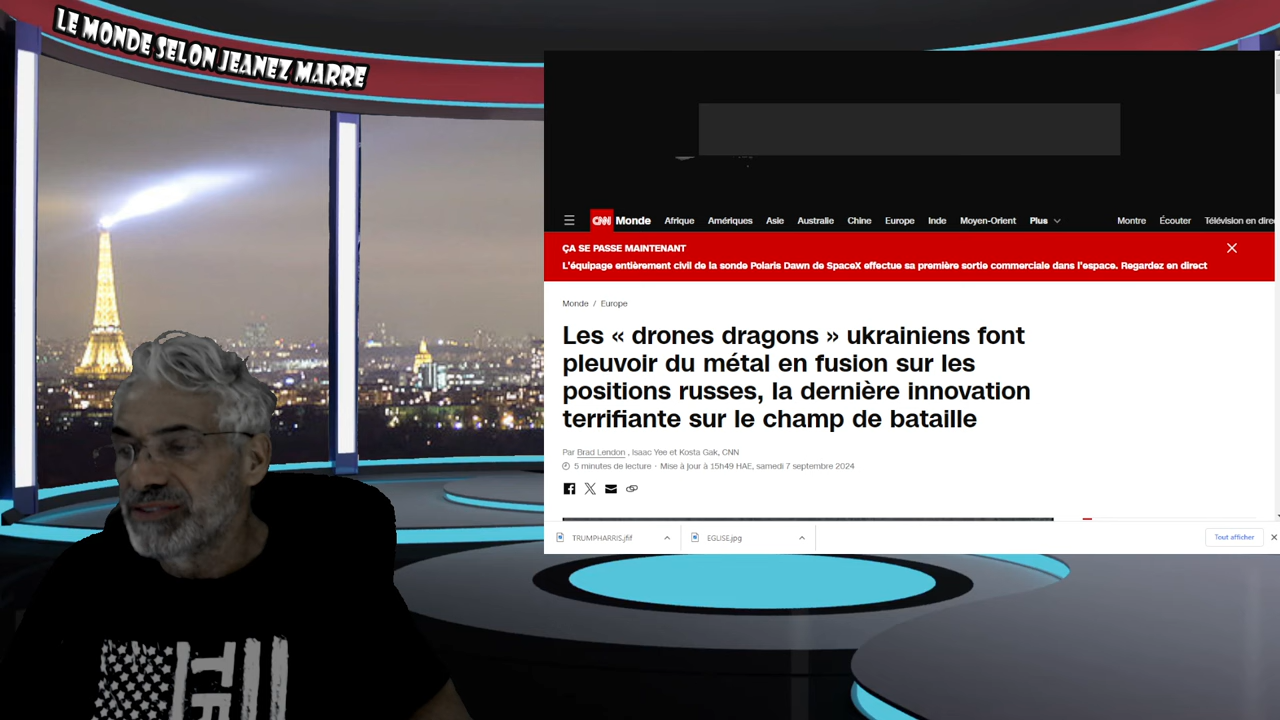 LE MONDE SELON JEANEZ MARRE
CNN Monde Afrique Amériques Asie Australie Chine Europe Inde Moyen-Orient Plus Montre Écouter Télévision en direc
ÇA SE PASSE MAINTENANT
L'équipage entièrement civil de la sonde Polaris Dawn de SpaceX effectue sa première sortie commerciale dans l'espace. Regardez en direct
Monde / Europe
Les « drones dragons » ukrainiens font
pleuvoir du métal en fusion sur les
positions russes, la dernière innovation
terrifiante sur le champ de bataille
Par Brad Lendon , Isaac Yee et Kosta Gak, CNN
5 minutes de lecture · Mise à jour à 15h49 HAE, samedi 7 septembre 2024
TRUMPHARRIS.jfif EGLISE.jpg Tout afficher
TR